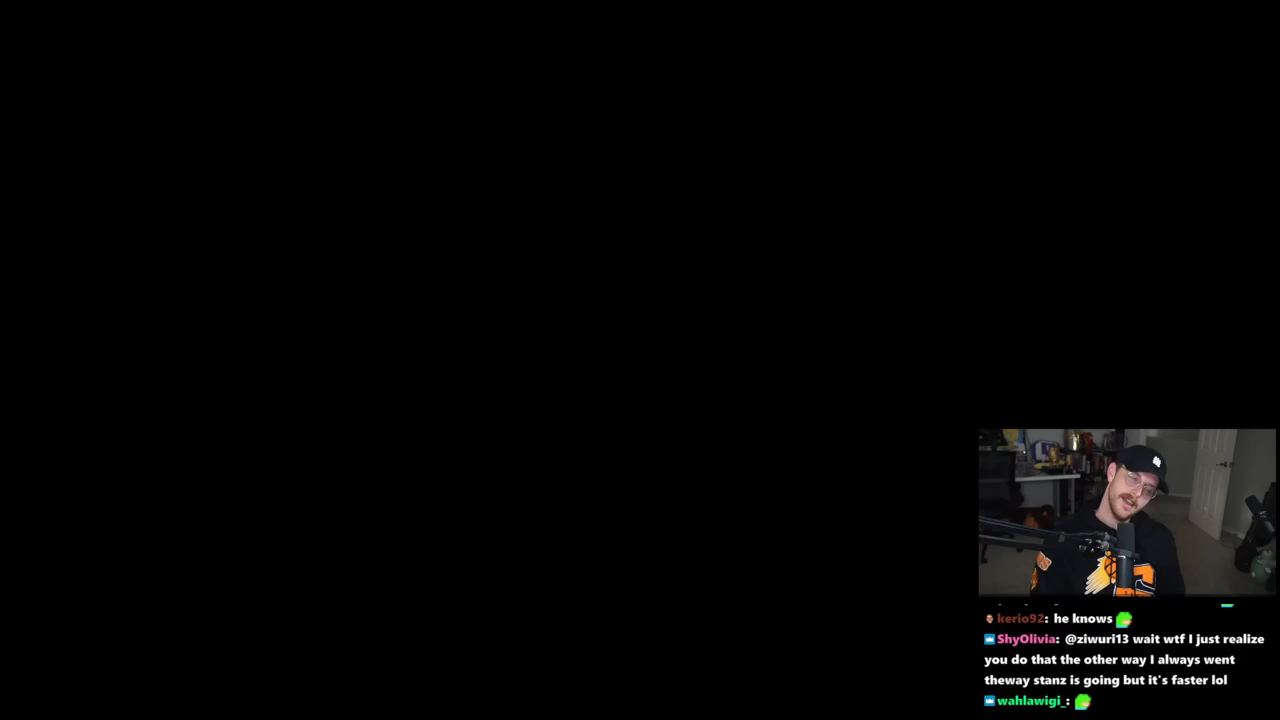 kerio92: he knows
ShyOlivia: @ziwuri13 wait wtf I just realize
you do that the other way I always went
theway stanz is going but it's faster lol
wahlawigi_: